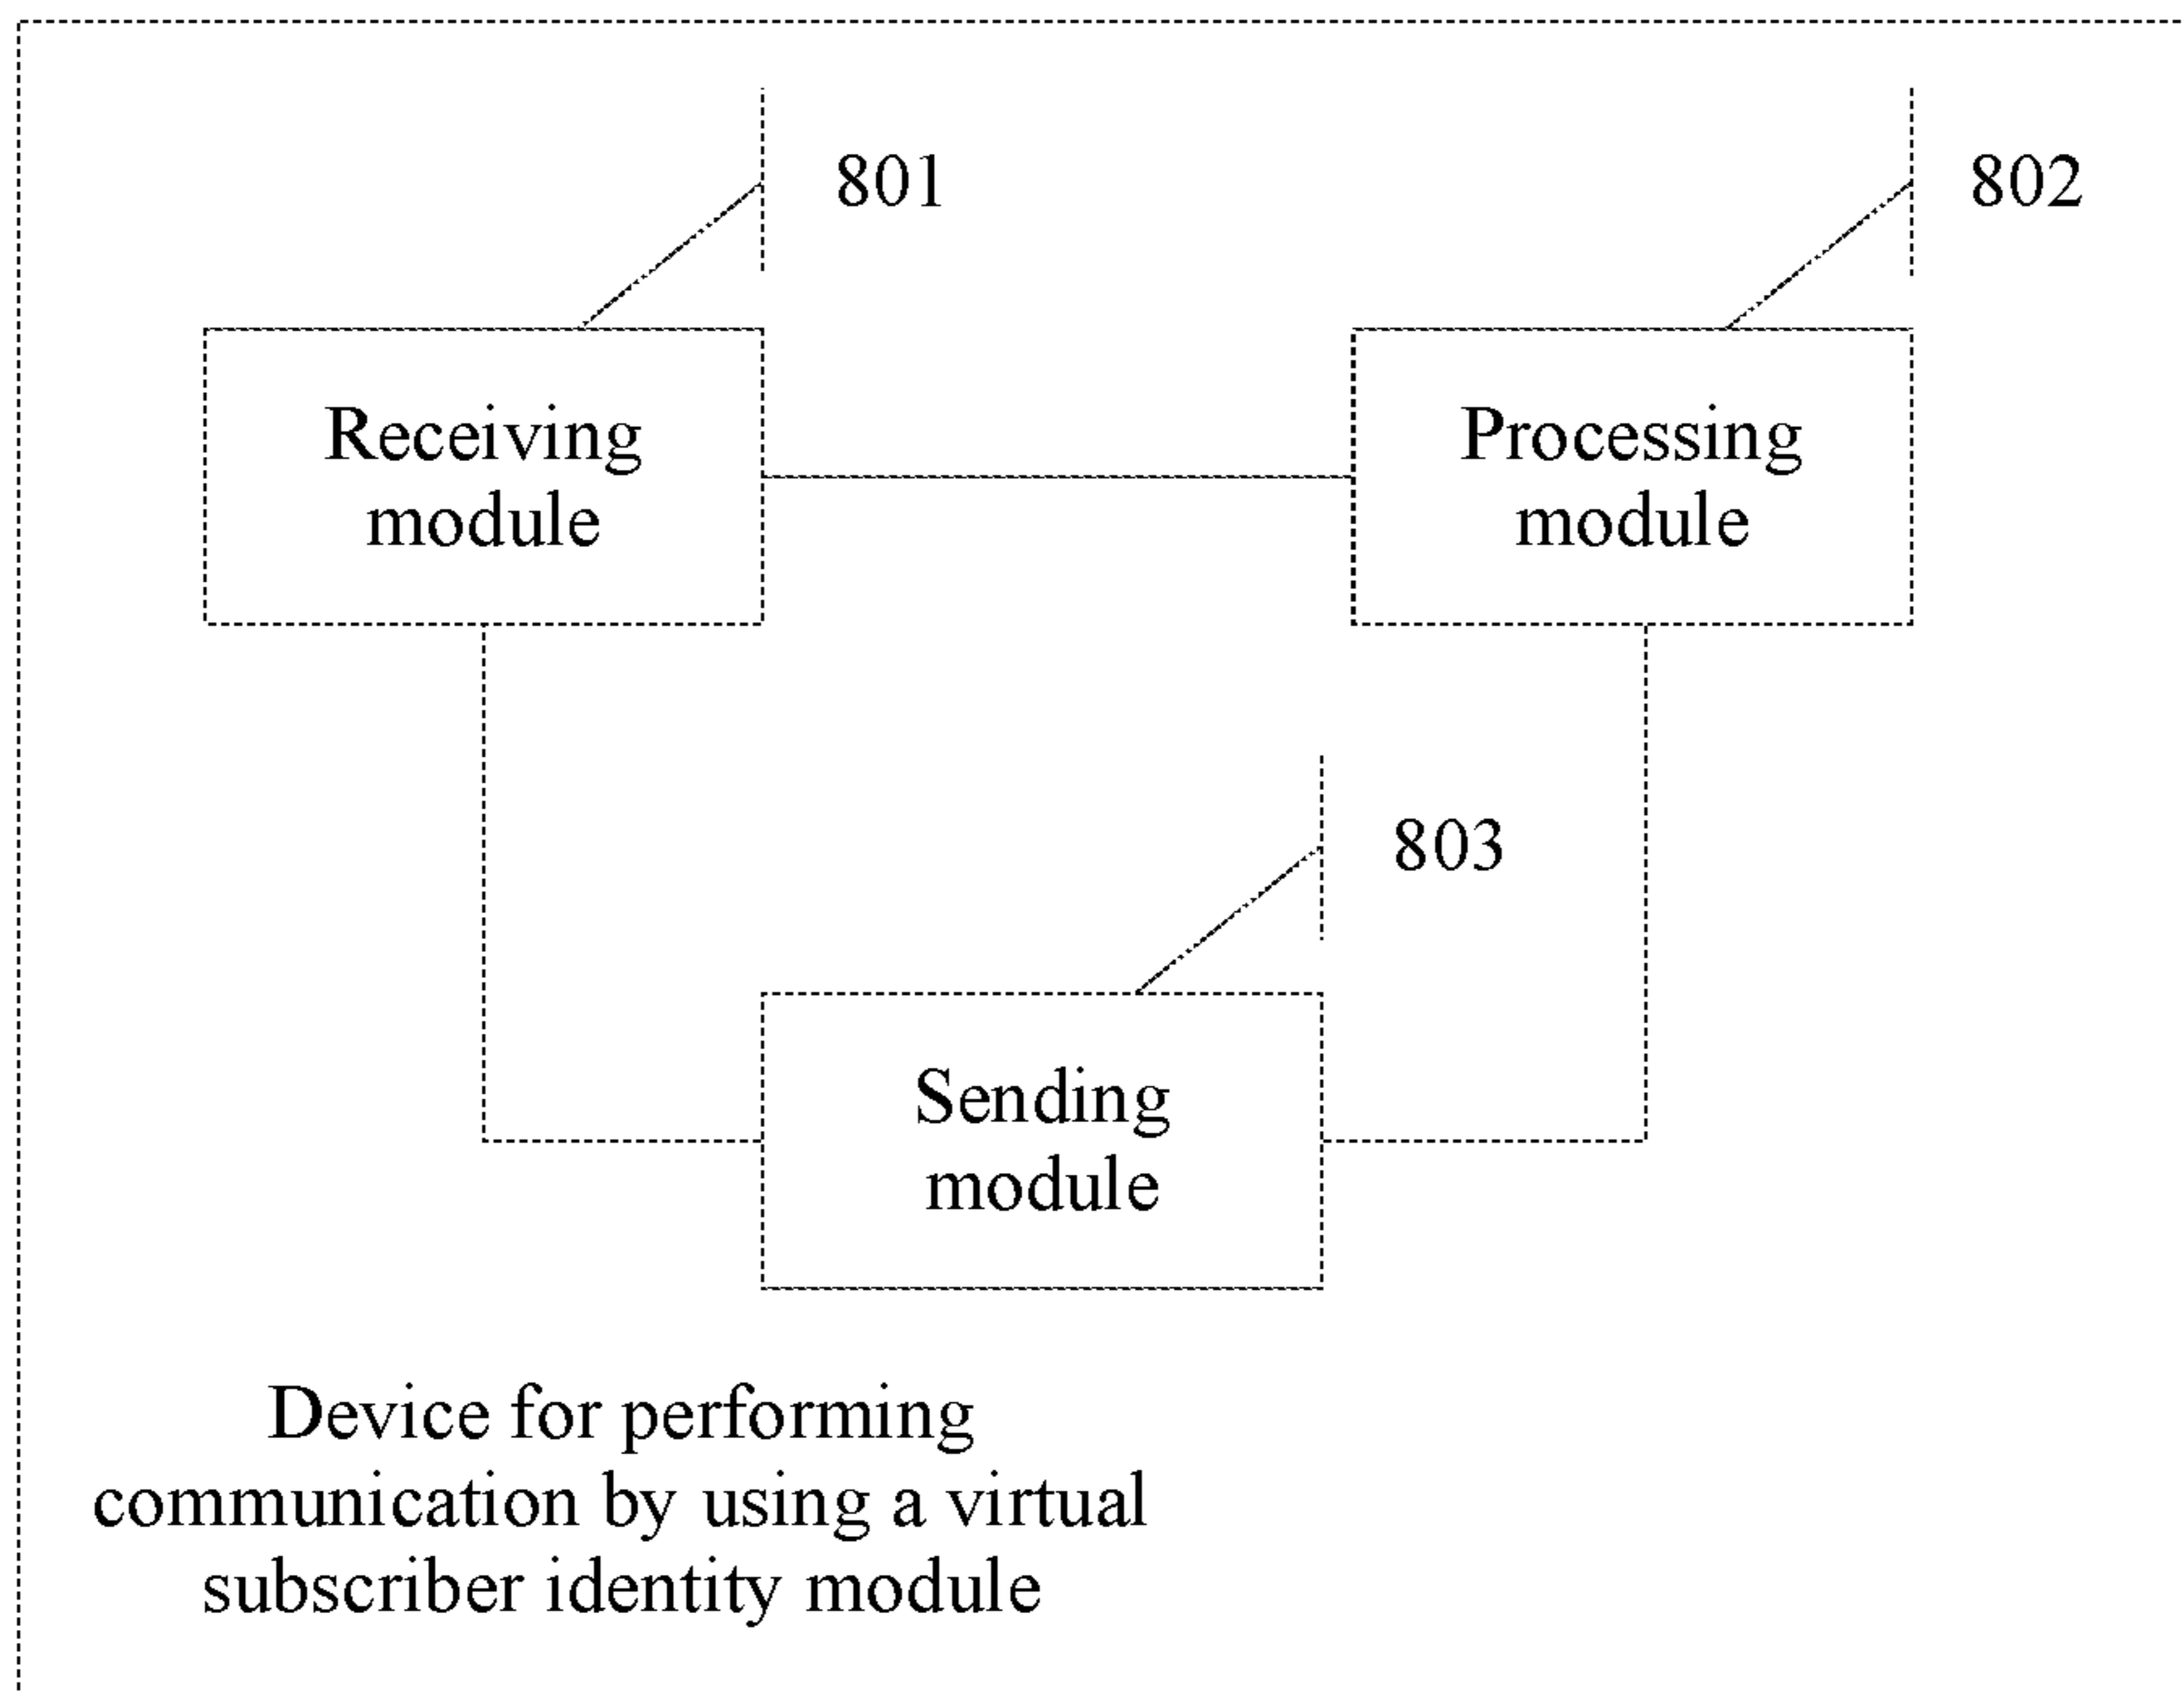 801
802
Receiving
module
Processing
module
803
Sending
module
Device for performing
communication by using a virtual
subscriber identity module